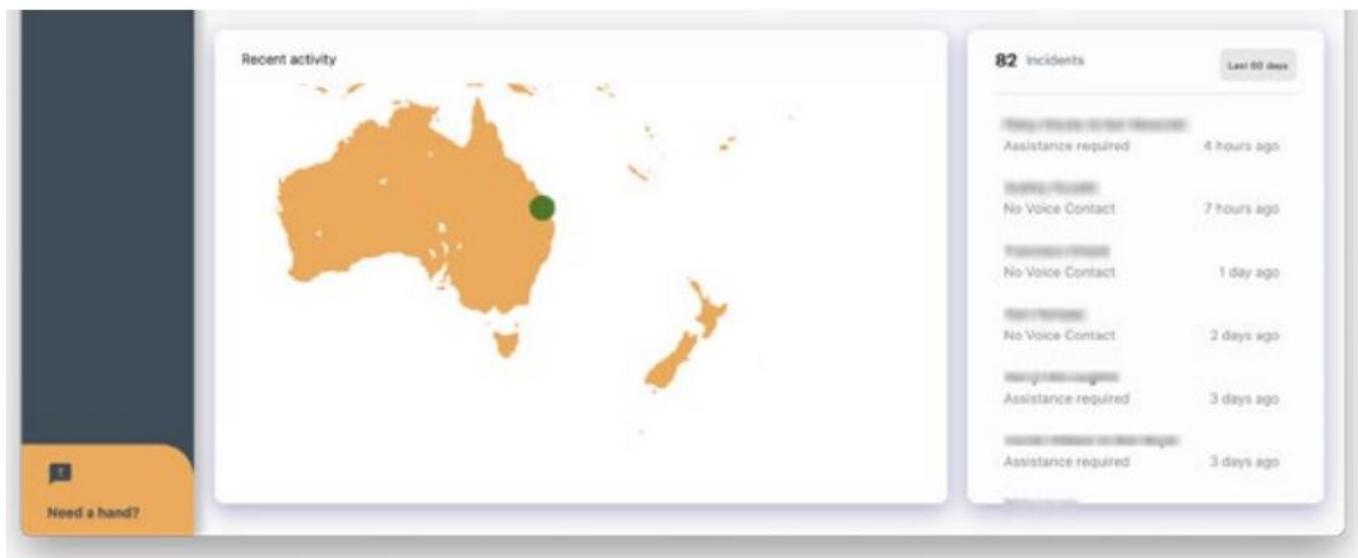 Recent activity
82 Incidents
Last 60 days
Assistance required 4 hours ago
No Voice Contact 7 hours ago
No Voice Contact 1 day ago
No Voice Contact 2 days ago
Assistance required 3 days ago
Assistance required 3 days ago
Need a hand?